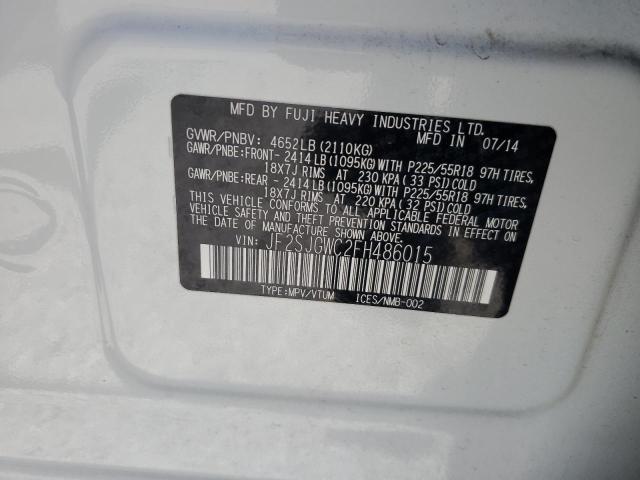 MFD BY FUJI HEAVY INDUSTRIES LTD.
MFD IN 07/14
GVWR/PNBV: 4652LB (2110KG)
GAWR/PNBE:FRONT- 2414LB(1095KG)WITH P225/55R18 97H TIRES,
18X7J RIMS AT 230 KPA (33 PSI)COLD
GAWR/PNBE:REAR - 2414LB(1095KG)WITH P225/55R18 97H TIRES,
18X7J RIMS AT 220 KPA (32 PSI)COLD
THIS VEHICLE CONFORMS TO ALL APPLICABLE FEDERAL MOTOR
VEHICLE SAFETY AND THEFT PREVENTION STANDARDS IN EFFECT ON
THE DATE OF MANUFACTURE SHOWN ABOVE.
VIN: JF2SJGWC2FH486015
TYPE:MPV/VTUM ICES/NMB-002